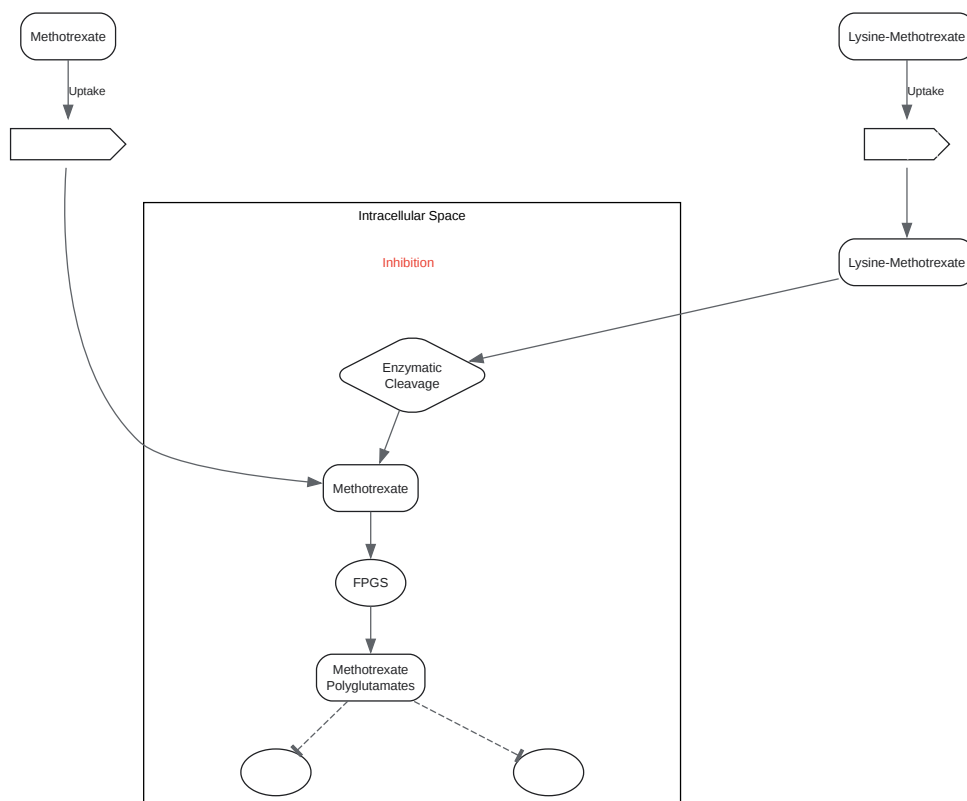 Methotrexate
Lysine-Methotrexate
Uptake
Uptake
Intracellular Space
Inhibition
Lysine-Methotrexate
Enzymatic
Cleavage
Methotrexate
FPGS
Methotrexate
Polyglutamates